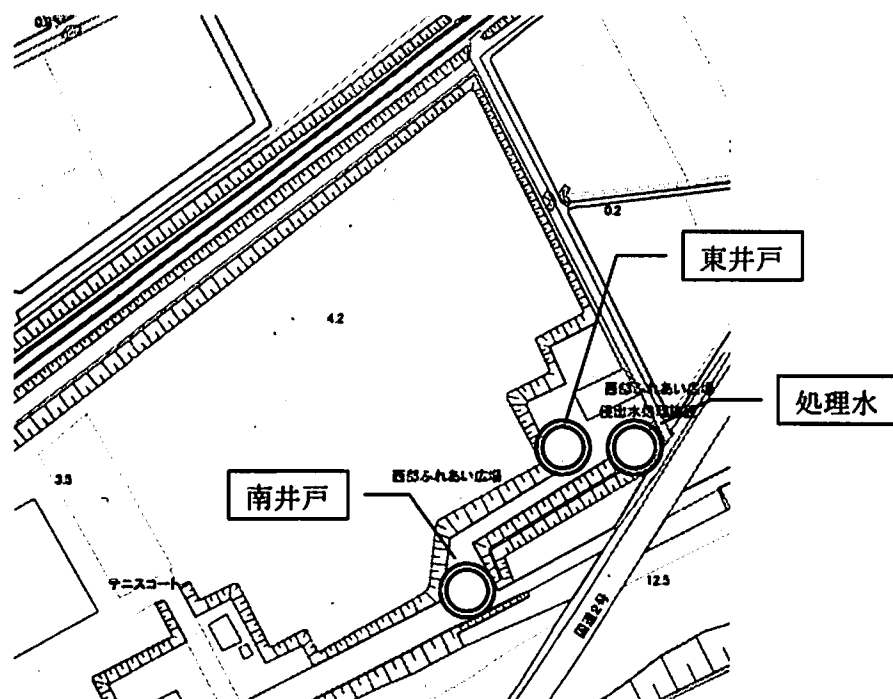 0.2
東井戸
4.2
西部ふれあい広場
浸出水処理施設
処理水
3.5
西部ふれあい広場
南井戸
テニスコート
12.5
国道2号